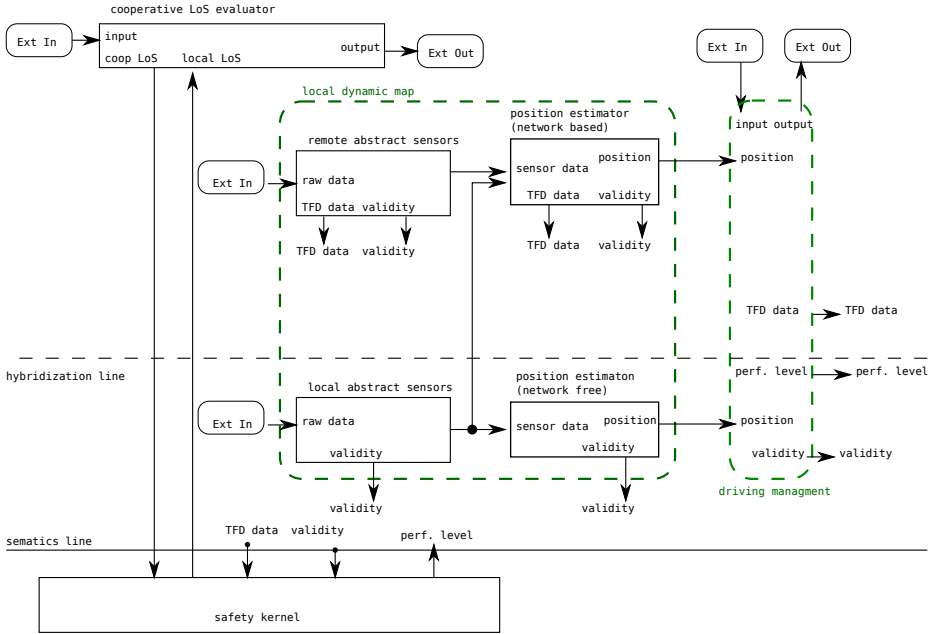 cooperative LoS evaluator
Ext In
input
output
Ext Out
coop LoS local LoS
Ext In
Ext Out
local dynamic map
position estimator
(network based)
input output
remote abstract sensors
position
position
sensor data
Ext In
raw data
TFD data validity
TFD data validity
TFD data validity
TFD data validity
TFD data
TFD data
hybridization line
perf. level
perf. level
local abstract sensors
position estimaton
(network free)
Ext In
raw data
sensor data
position
position
validity
validity
validity
validity
driving managment
validity
validity
TFD data validity
perf. level
sematics line
safety kernel